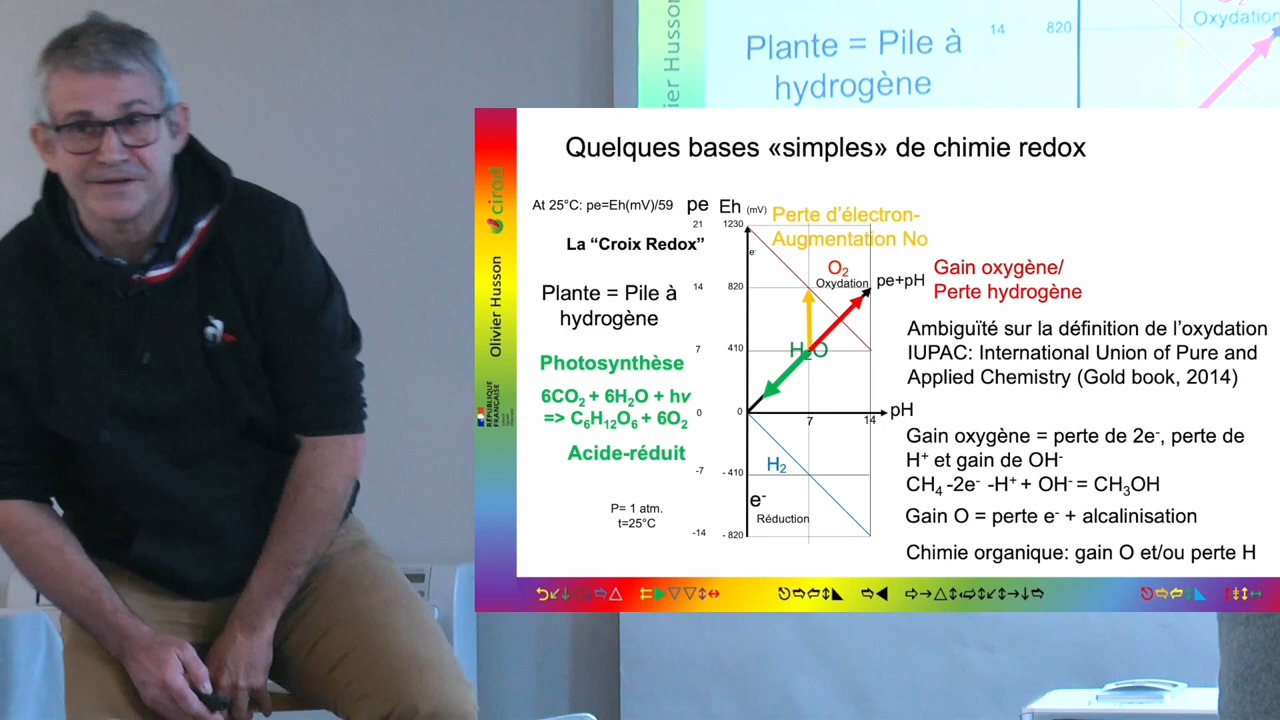 Plante = Pile à
hydrogène
14 820
Oxydation
ier Husson
Quelques bases «simples» de chimie redox
At 25°C: pe=Eh(mV)/59
pe
Eh (mV)
Perte d'électron-
Augmentation No
21
1230
e-
La “Croix Redox”
O₂
Oxydation
pe+pH
Gain oxygène/
Perte hydrogène
14
820
Plante = Pile à
hydrogène
Ambiguïté sur la définition de l'oxydation
IUPAC: International Union of Pure and
Applied Chemistry (Gold book, 2014)
7
410
H₂O
Photosynthèse
6CO₂ + 6H₂O + hv
=> C₆H₁₂O₆ + 6O₂
0
0
pH
7
14
Acide-réduit
Gain oxygène = perte de 2e⁻, perte de
H⁺ et gain de OH⁻
CH₄ -2e⁻ -H⁺ + OH⁻ = CH₃OH
-7
- 410
H₂
e⁻
Réduction
P= 1 atm.
t=25°C
Gain O = perte e⁻ + alcalinisation
-14
- 820
Chimie organique: gain O et/ou perte H
cirad
Olivier Husson
RÉPUBLIQUE
FRANÇAISE